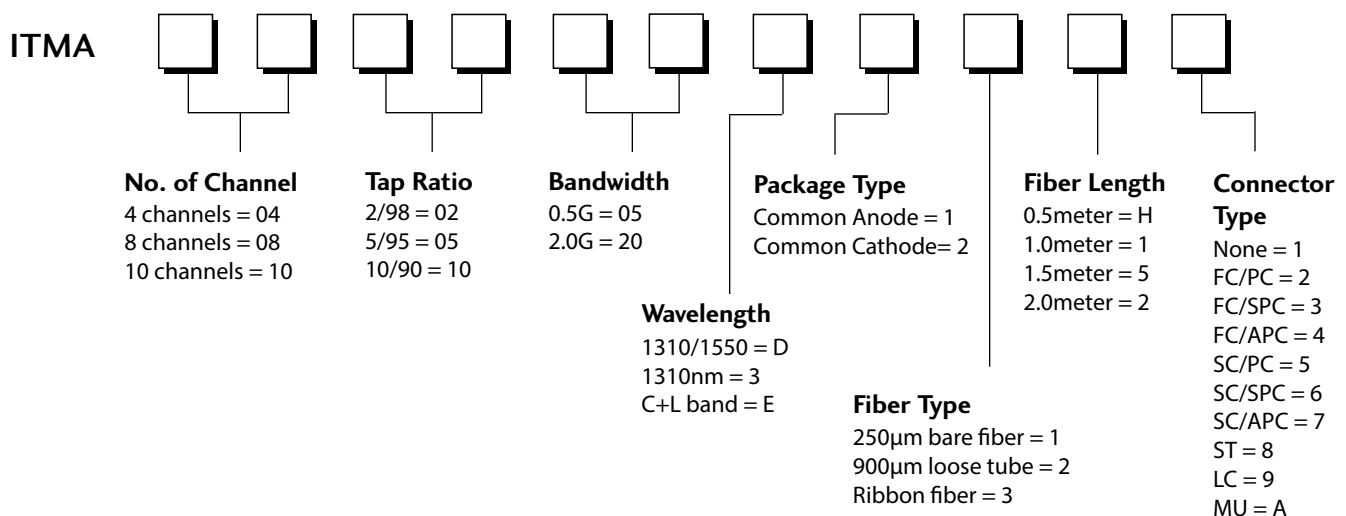 ITMA
No. of Channel
4 channels = 04
8 channels = 08
10 channels = 10
Tap Ratio
2/98 = 02
5/95 = 05
10/90 = 10
Bandwidth
0.5G = 05
2.0G = 20
Wavelength
1310/1550 = D
1310nm = 3
C+L band = E
Package Type
Common Anode = 1
Common Cathode= 2
Fiber Type
250µm bare fiber = 1
900µm loose tube = 2
Ribbon fiber = 3
Fiber Length
0.5meter = H
1.0meter = 1
1.5meter = 5
2.0meter = 2
Connector
Type
None = 1
FC/PC = 2
FC/SPC = 3
FC/APC = 4
SC/PC = 5
SC/SPC = 6
SC/APC = 7
ST = 8
LC = 9
MU = A